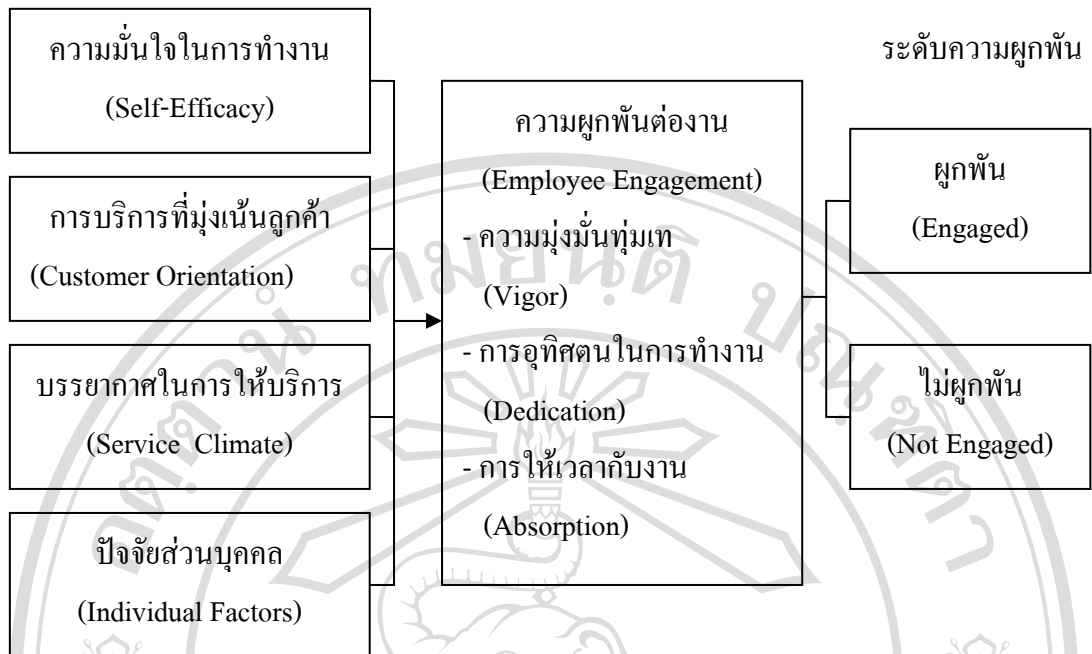 ความมั่นใจในการทำงาน
(Self-Efficacy)
การบริการที่มุ่งเน้นลูกค้า
(Customer Orientation)
บรรยากาศในการให้บริการ
(Service Climate)
ปัจจัยส่วนบุคคล
(Individual Factors)
ความผูกพันต่องาน
(Employee Engagement)
- ความมุ่งมั่นทุ่มเท
(Vigor)
- การอุทิศตนในการทำงาน
(Dedication)
- การให้เวลากับงาน
(Absorption)
ระดับความผูกพัน
ผูกพัน
(Engaged)
ไม่ผูกพัน
(Not Engaged)